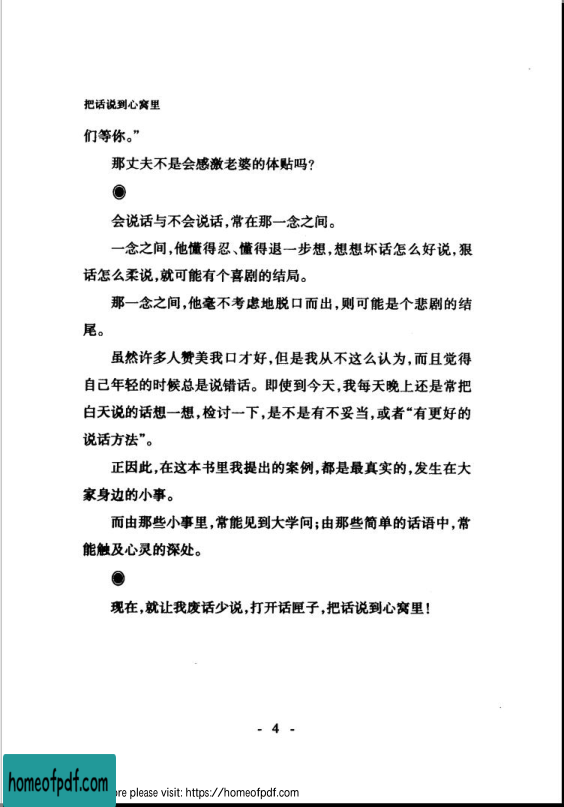 把话说到心窝里
们等你。”
那丈夫不是会感激老婆的体贴吗?
会说话与不会说话,常在那一念之间。
一念之间,他懂得忍、懂得退一步想,想想坏话怎么好说,狠
话怎么柔说,就可能有个喜剧的结局。
那一念之间,他毫不考虑地脱口而出,则可能是个悲剧的结
尾。
虽然许多人赞美我口才好,但是我从不这么认为,而且觉得
自己年轻的时候总是说错话。即使到今天,我每天晚上还是常把
白天说的话想一想,检讨一下,是不是有不妥当,或者“有更好的
说话方法”。
正因此,在这本书里我提出的案例,都是最真实的,发生在大
家身边的小事。
而由那些小事里,常能见到大学问;由那些简单的话语中,常
能触及心灵的深处。
现在,就让我废话少说,打开话匣子,把话说到心窝里!
- 4 -
homeofpdf.com
re please visit: https://homeofpdf.com